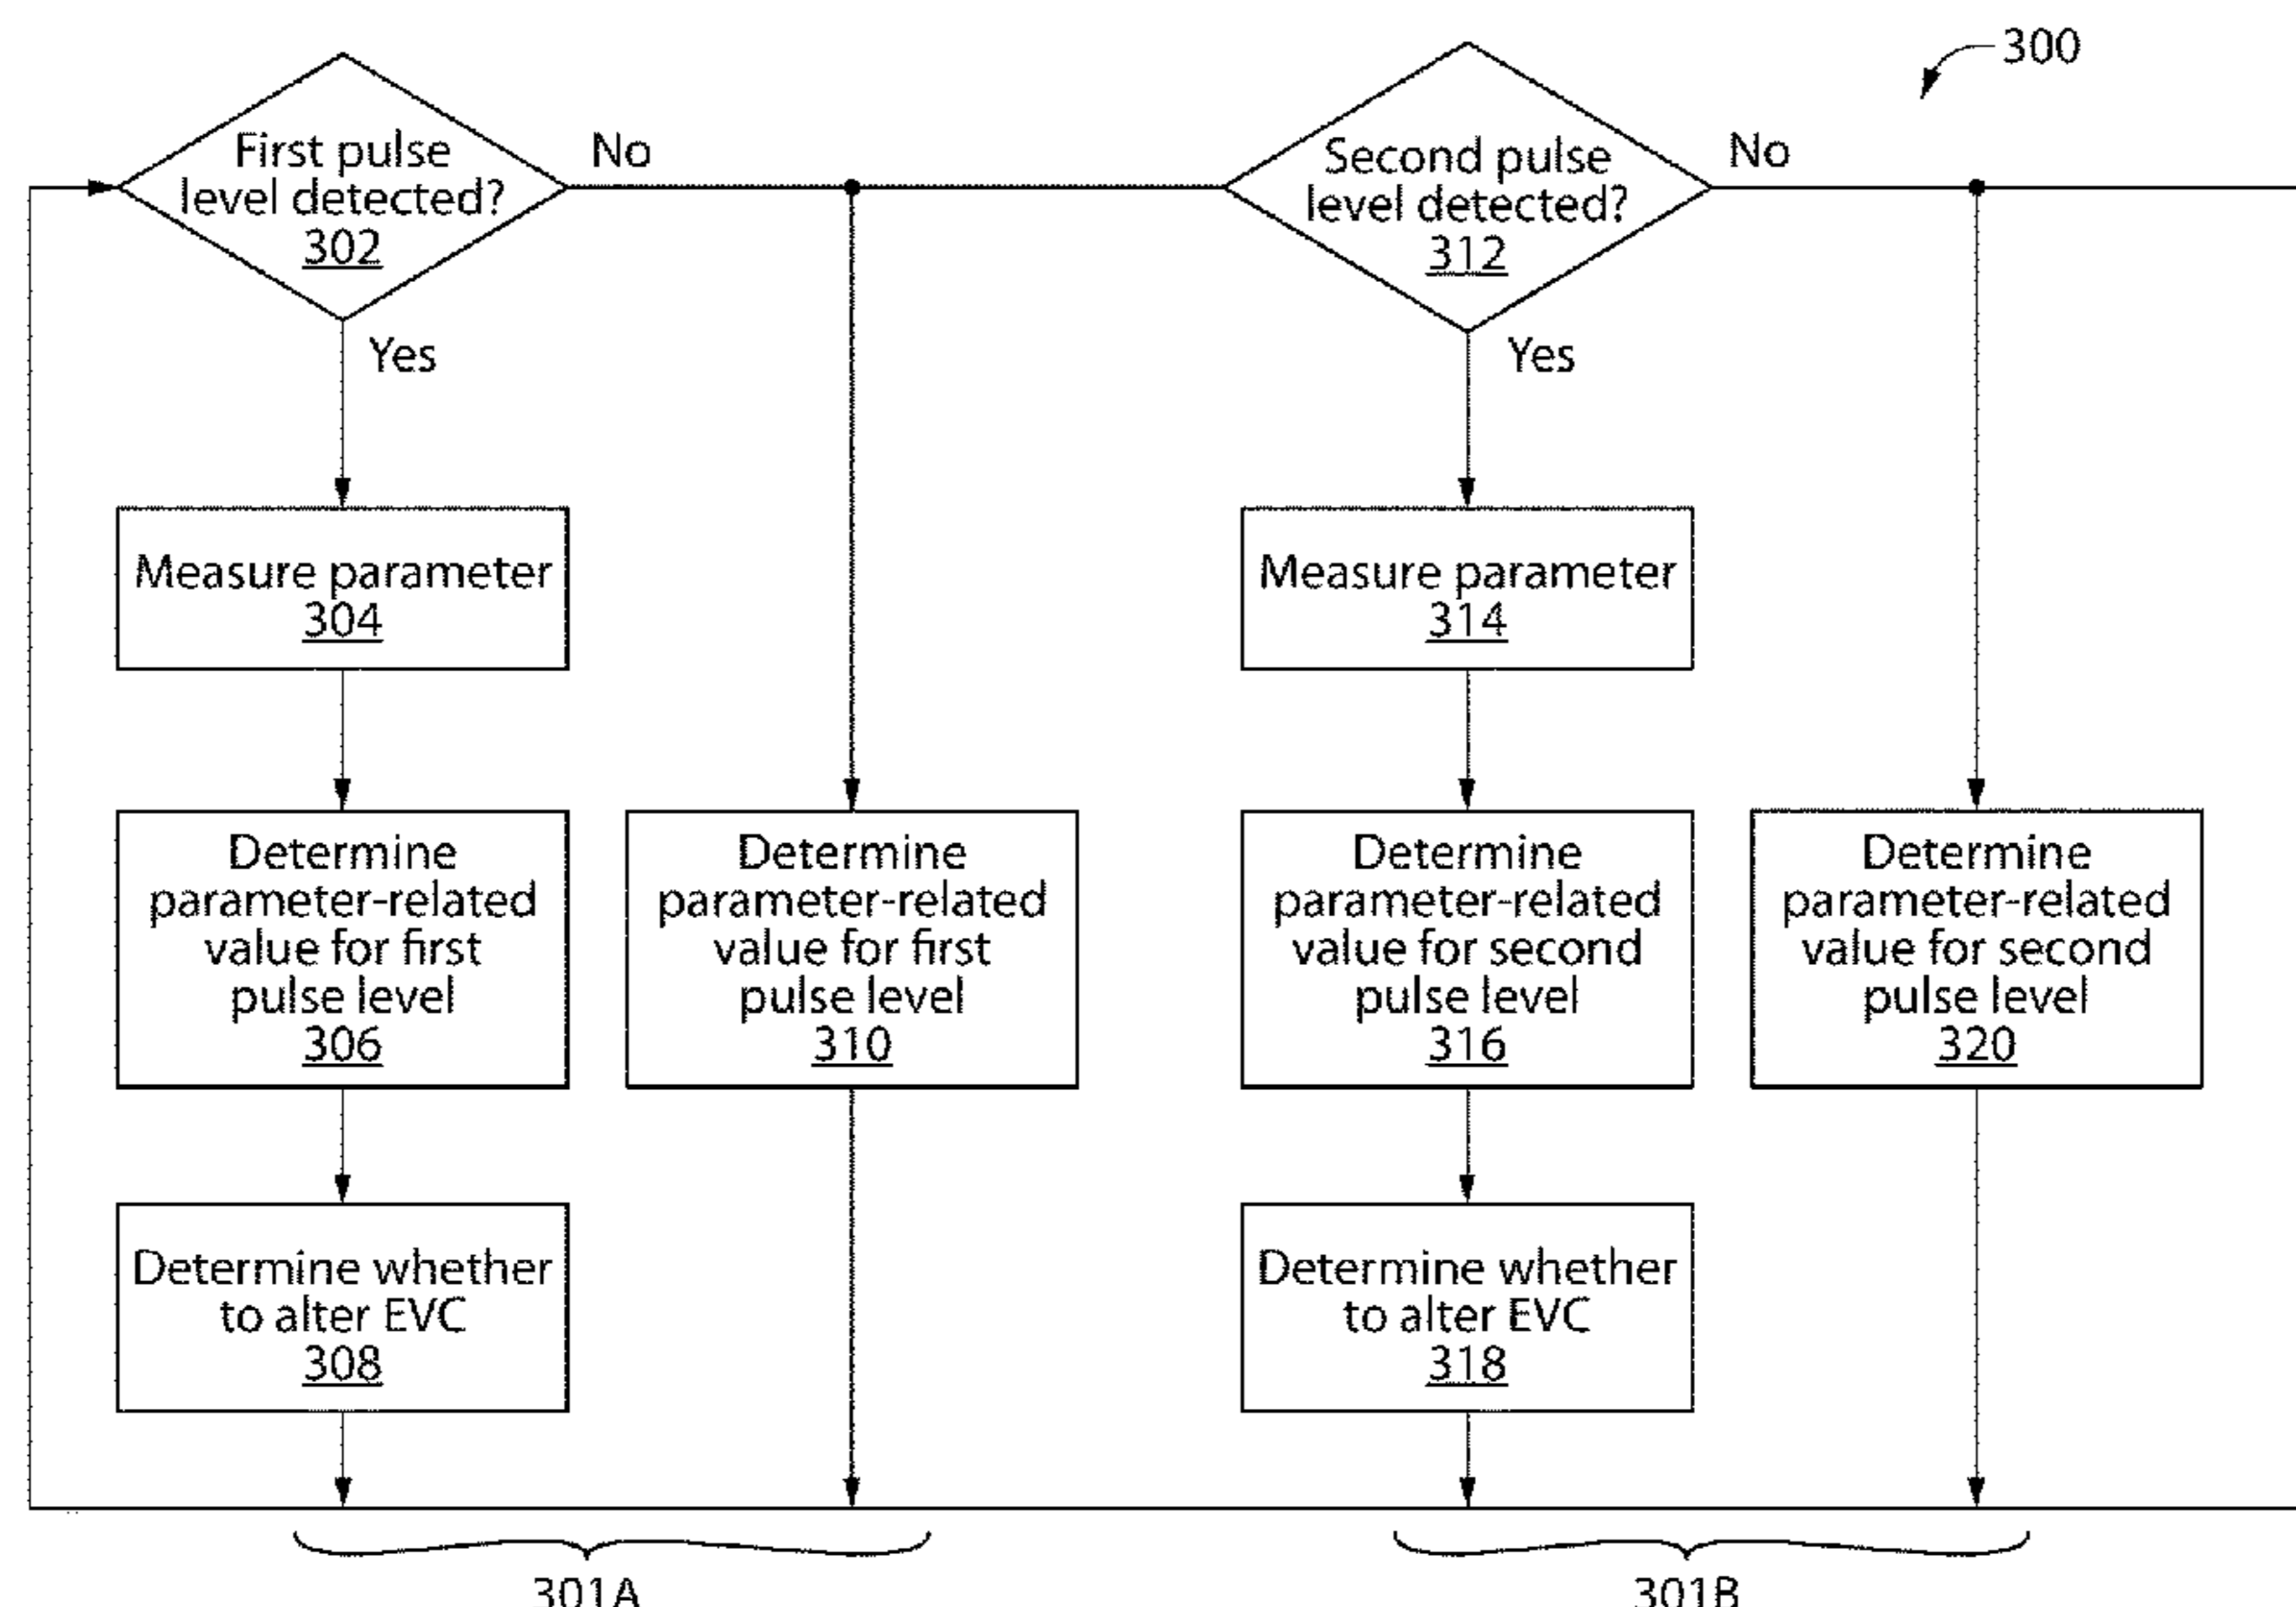 300
First pulse
level detected?
302
No
Yes
Second pulse
level detected?
312
No
Yes
Measure parameter
304
Measure parameter
314
Determine
parameter-related
value for first
pulse level
306
Determine
parameter-related
value for first
pulse level
310
Determine
parameter-related
value for second
pulse level
316
Determine
parameter-related
value for second
pulse level
320
Determine whether
to alter EVC
308
Determine whether
to alter EVC
318
301A
301B